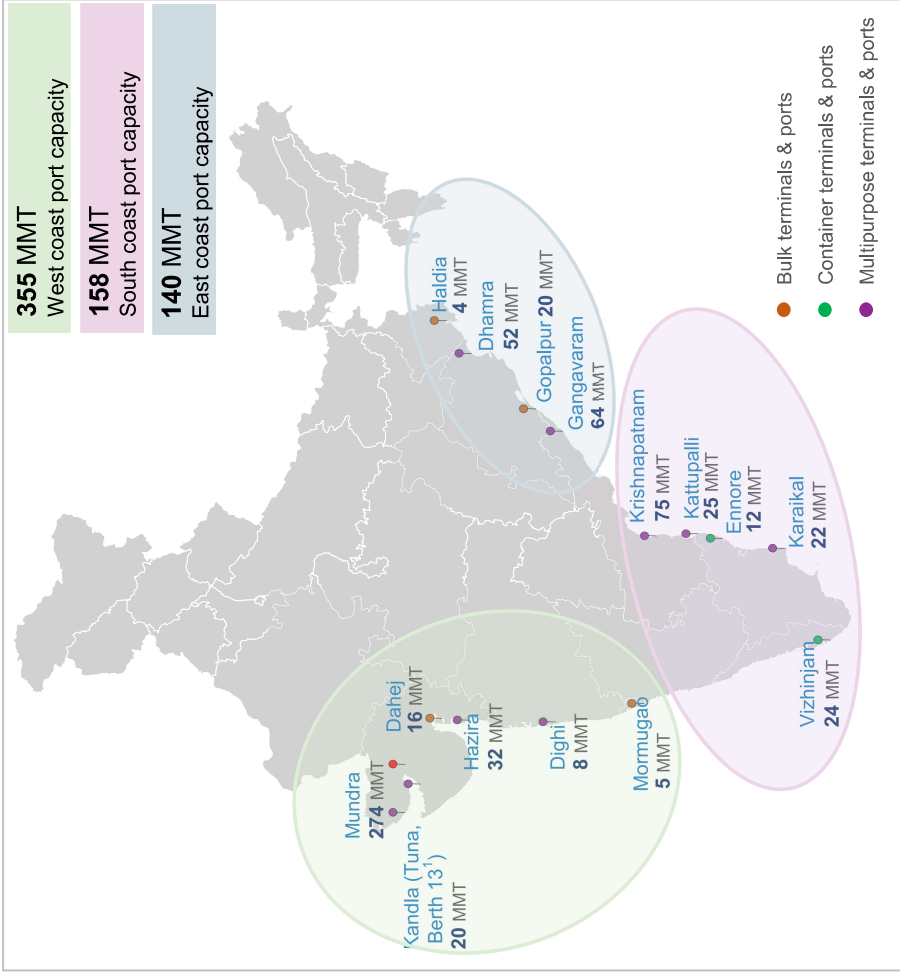 355 MMT
West coast port capacity
158 MMT
South coast port capacity
140 MMT
East coast port capacity
Mundra
274 MMT
Kandla (Tuna,
Berth 13¹)
20 MMT
Dahej
16 MMT
Hazira
32 MMT
Dighi
8 MMT
Mormugao
5 MMT
Haldia
4 MMT
Dhamra
52 MMT
Gopalpur 20 MMT
Gangavaram
64 MMT
Krishnapatnam
75 MMT
Kattupalli
25 MMT
Ennore
12 MMT
Karaikal
22 MMT
Vizhinjam
24 MMT
Bulk terminals & ports
Container terminals & ports
Multipurpose terminals & ports